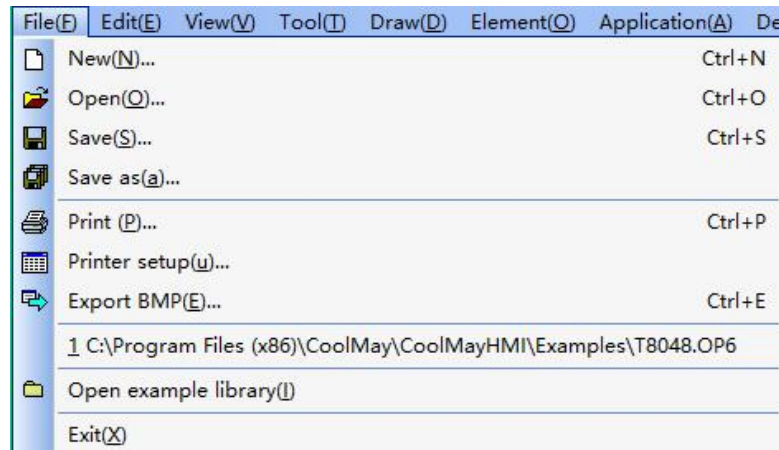 File(F) Edit(E) View(V) Tool(T) Draw(D) Element(O) Application(A) De
New(N)... Ctrl+N
Open(O)... Ctrl+O
Save(S)... Ctrl+S
Save as(a)...
Print (P)... Ctrl+P
Printer setup(u)...
Export BMP(E)... Ctrl+E
1 C:\Program Files (x86)\CoolMay\CoolMayHMI\Examples\T8048.OP6
Open example library(I)
Exit(X)